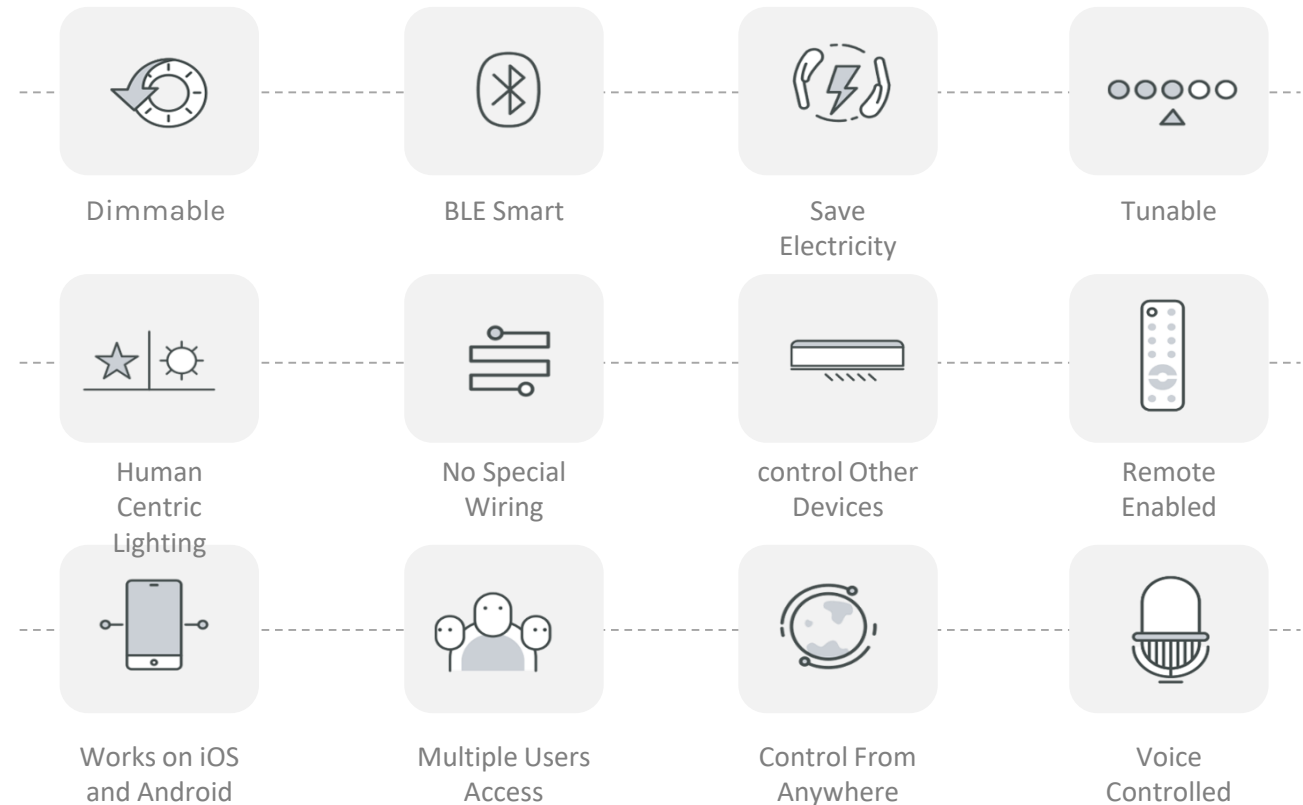 Dimmable
BLE Smart
Save
Electricity
Tunable
Human
Centric
Lighting
No Special
Wiring
control Other
Devices
Remote
Enabled
Works on iOS
and Android
Multiple Users
Access
Control From
Anywhere
Voice
Controlled